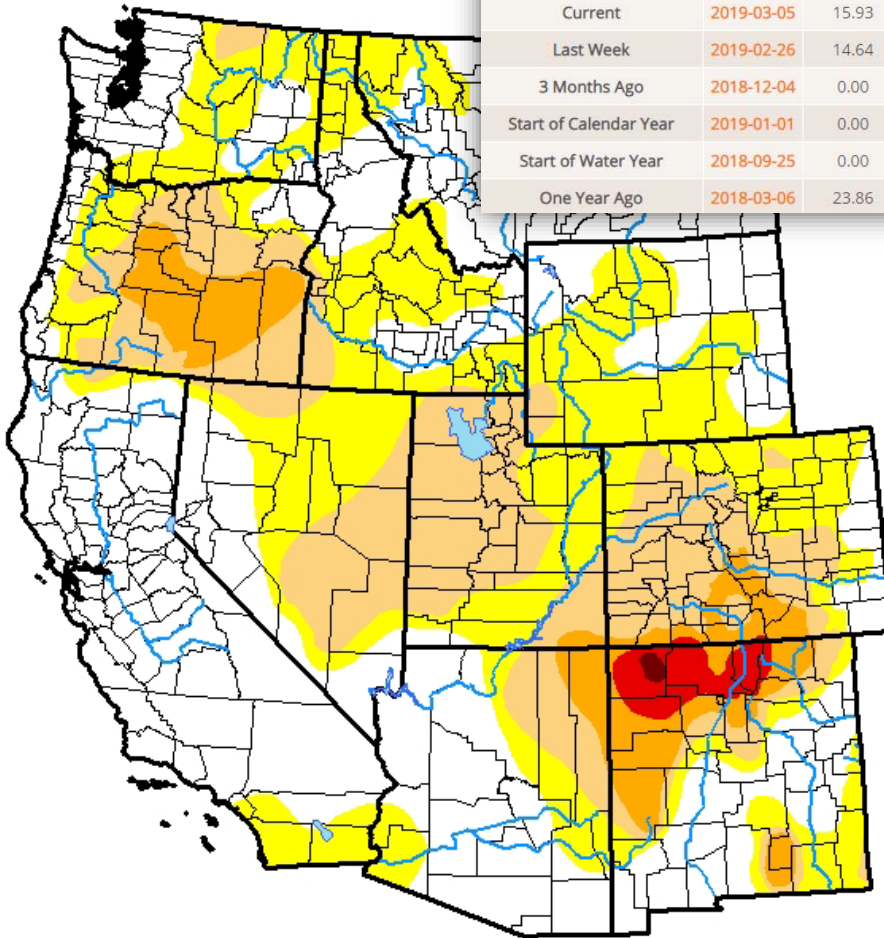 Current 2019-03-05 15.93
Last Week 2019-02-26 14.64
3 Months Ago 2018-12-04 0.00
Start of Calendar Year 2019-01-01 0.00
Start of Water Year 2018-09-25 0.00
One Year Ago 2018-03-06 23.86